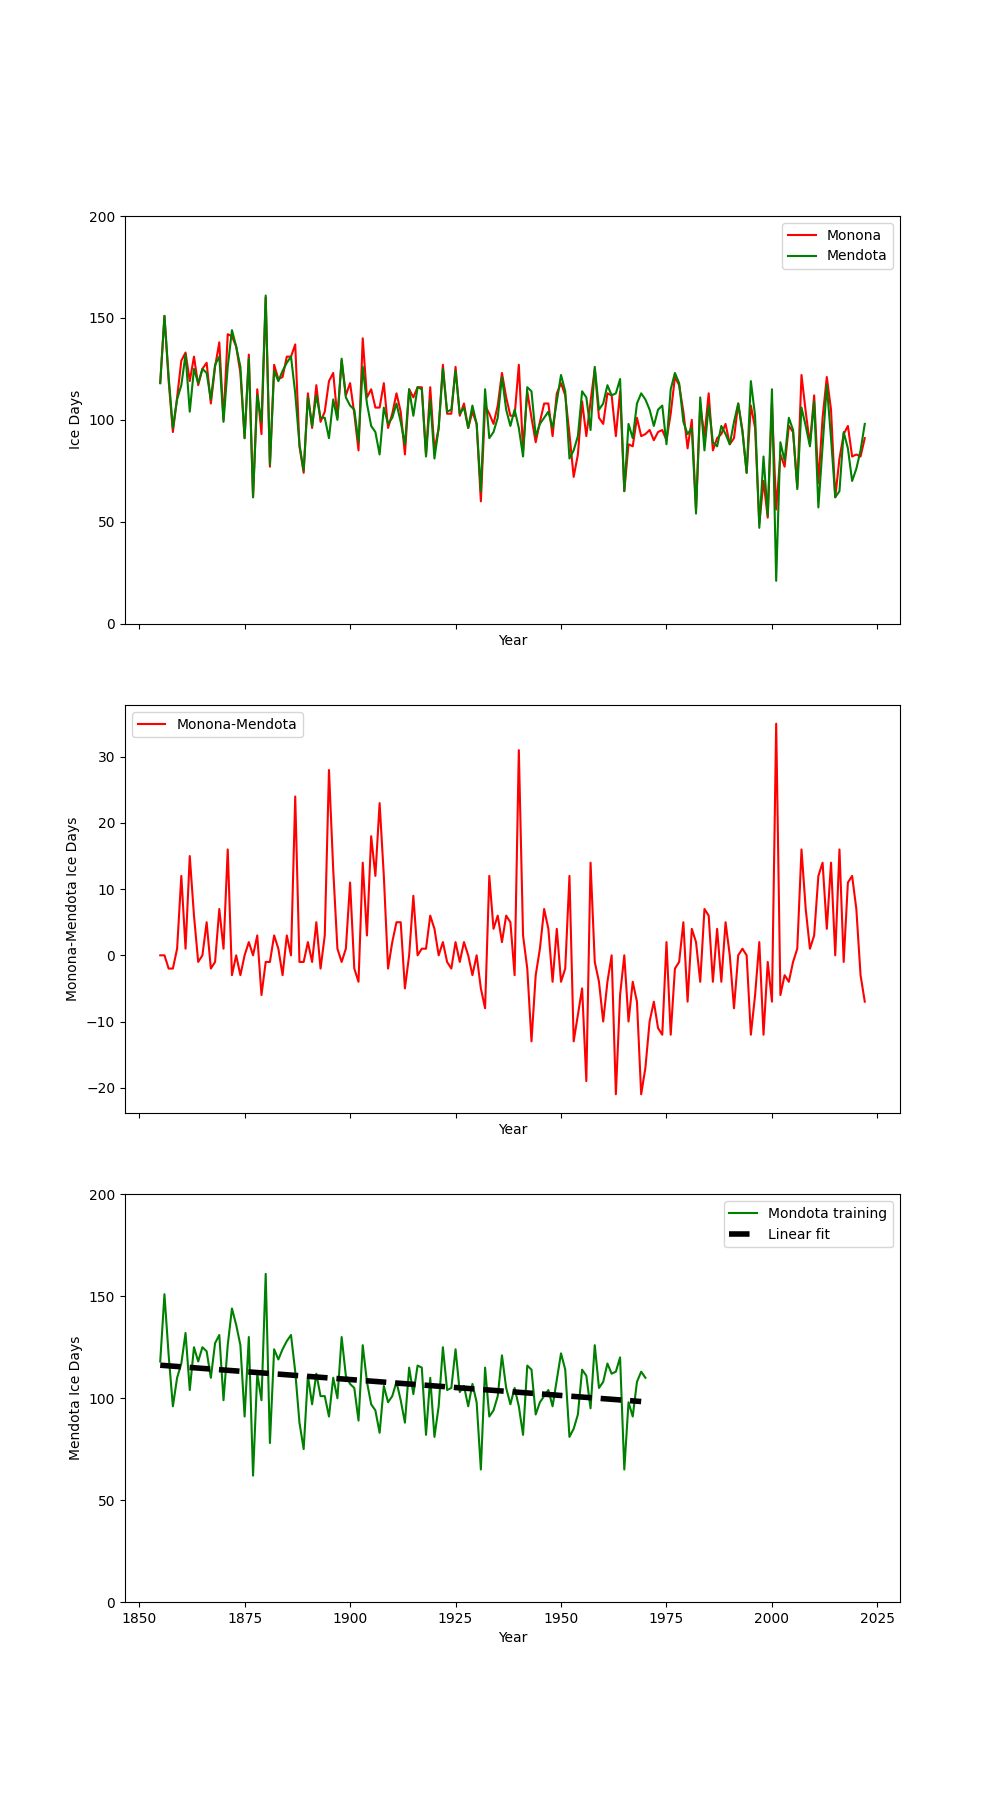 200
150
100
50
0
Ice Days
Monona
Mendota
Year
30
20
10
0
−10
−20
Monona-Mendota Ice Days
Monona-Mendota
Year
200
150
100
50
0
Mendota Ice Days
Mondota training
Linear fit
1850 1875 1900 1925 1950 1975 2000 2025
Year